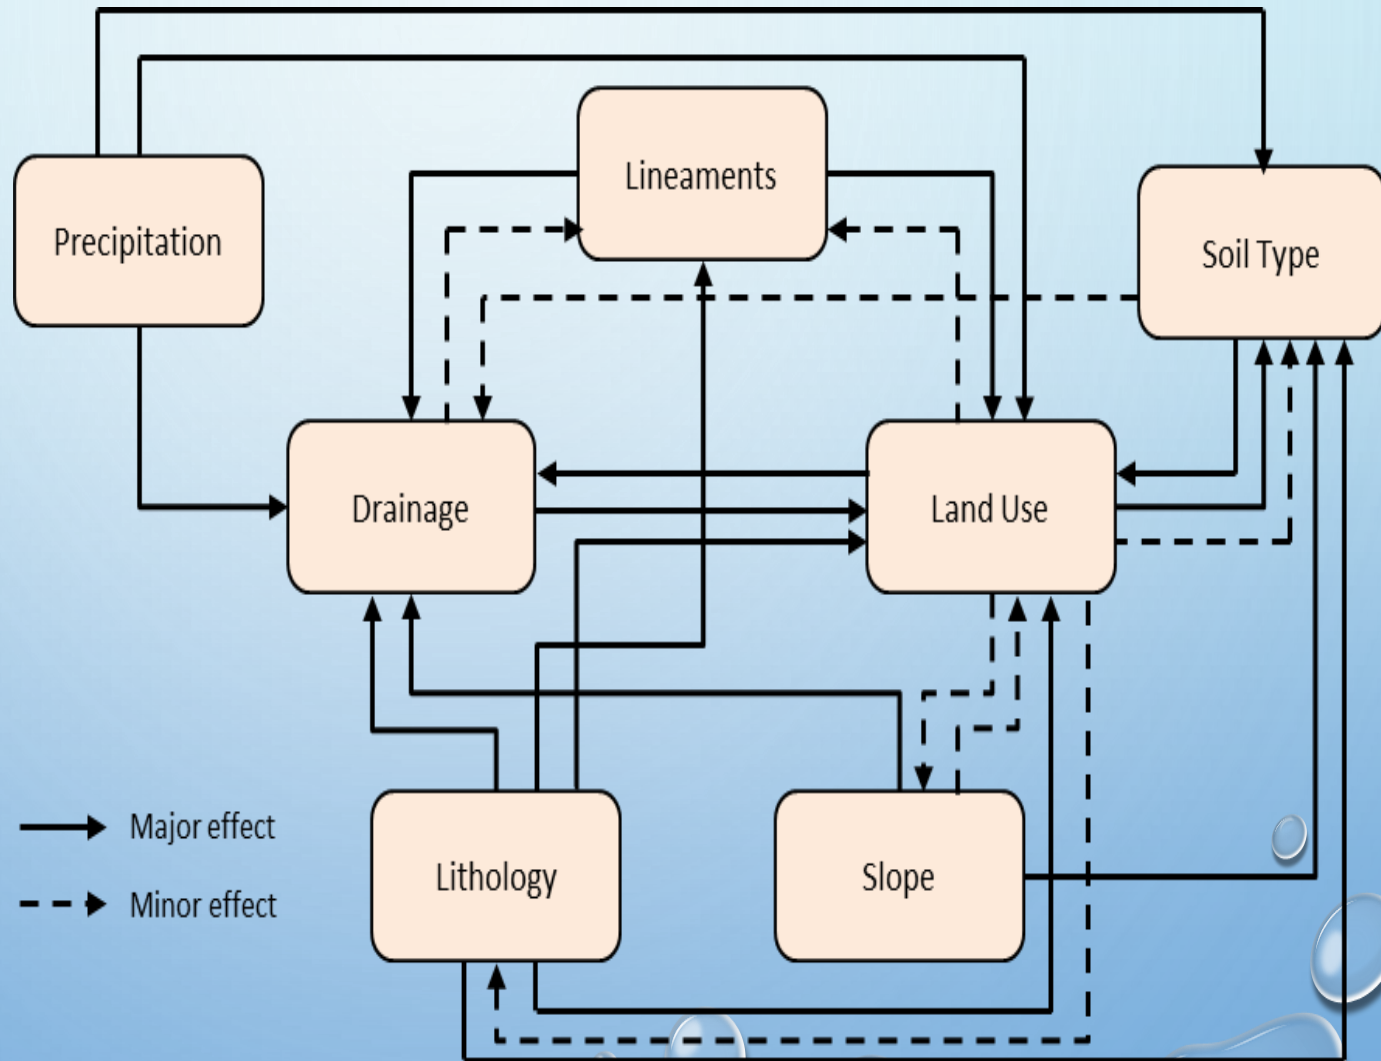 Lineaments
Precipitation
Soil Type
Drainage
Land Use
Lithology
Slope
Major effect
Minor effect